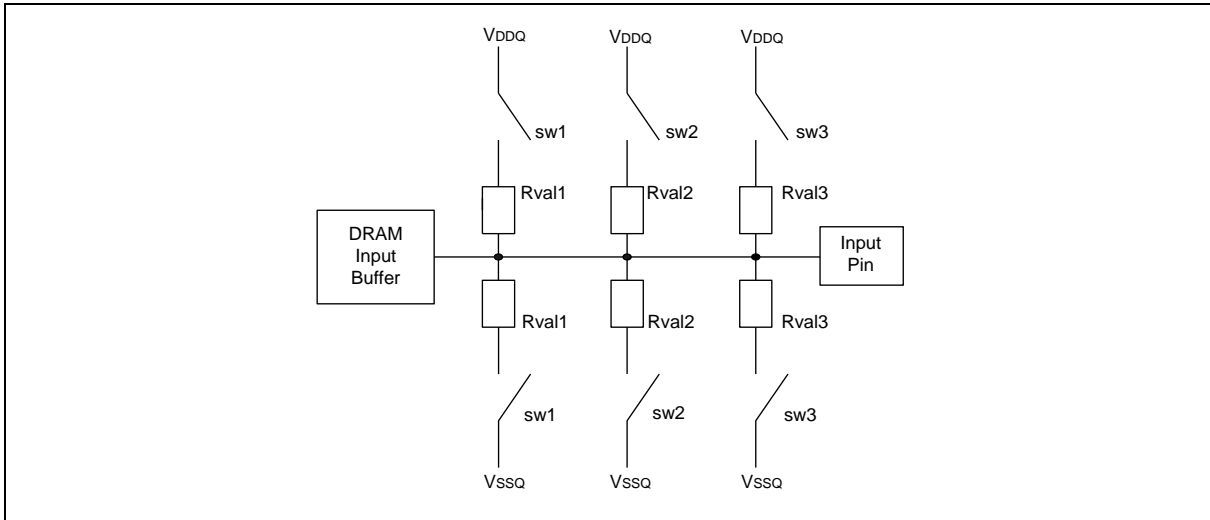 VDDQ VDDQ VDDQ
sw1 sw2 sw3
Rval1 Rval2 Rval3
DRAM
Input
Buffer
Input
Pin
Rval1 Rval2 Rval3
sw1 sw2 sw3
VSSQ VSSQ VSSQ